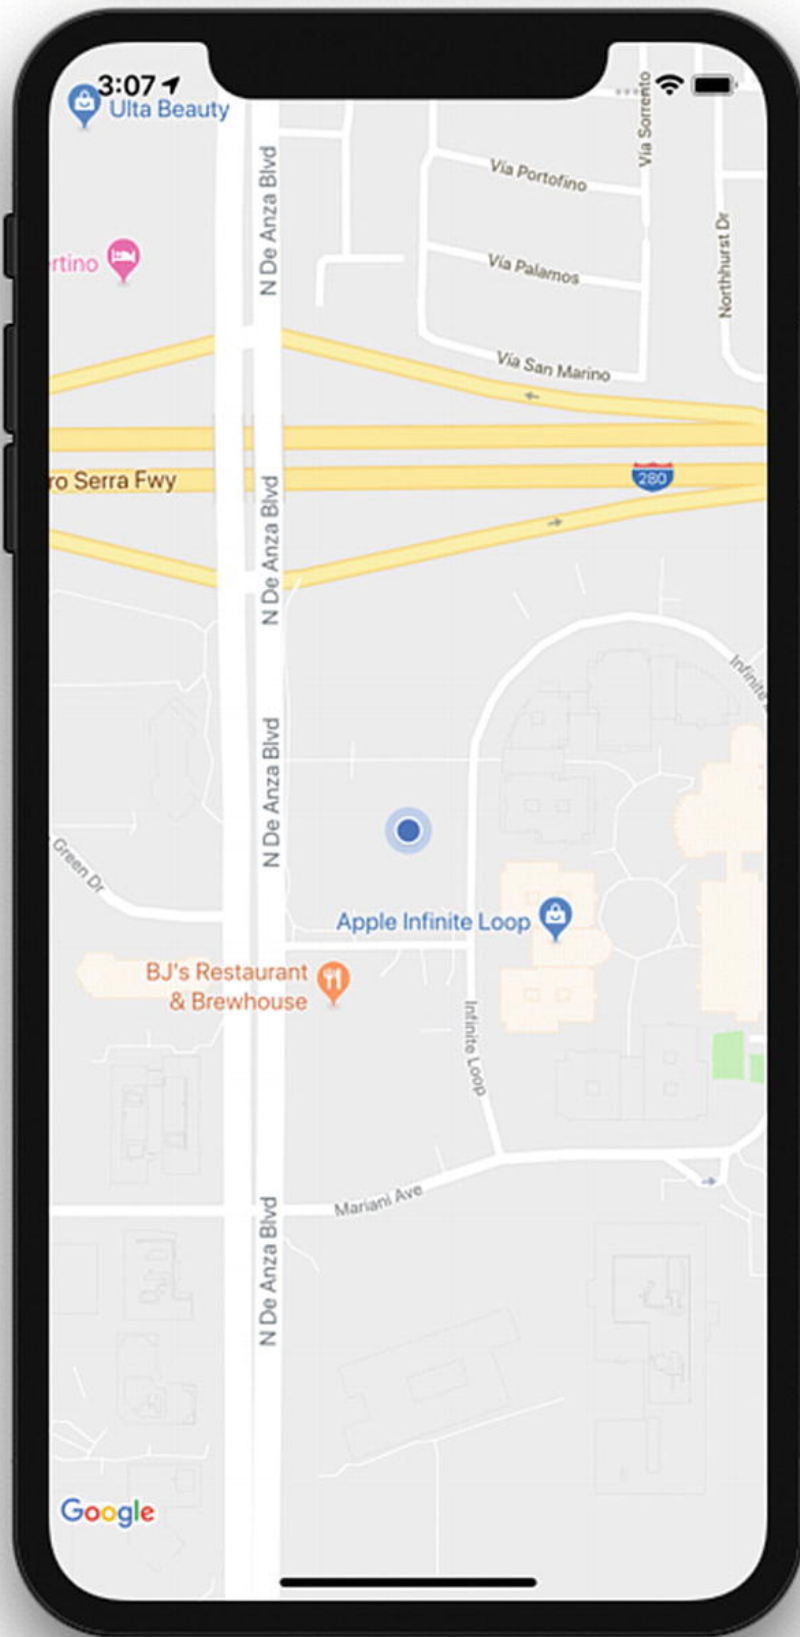 3:07
Ulta Beauty
N De Anza Blvd
Via Sorrento
Via Portofino
Northhurst Dr
rtino
Via Palamos
Via San Marino
ro Serra Fwy
280
N De Anza Blvd
Infinite
N De Anza Blvd
Green Dr
Apple Infinite Loop
BJ's Restaurant
& Brewhouse
Infinite Loop
Mariani Ave
N De Anza Blvd
Google